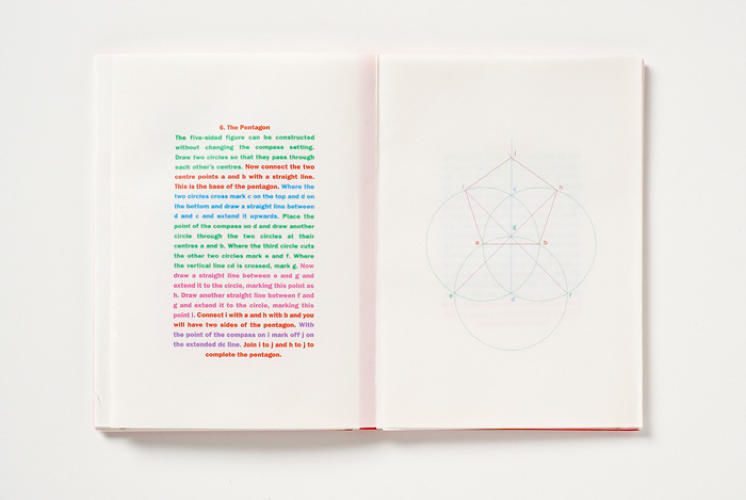 6. The Pentagon
The five-sided figure can be constructed
without changing the compass setting.
Draw two circles so that they pass through
each other's centres. Now connect the two
centre points a and b with a straight line.
This is the base of the pentagon. Where the
two circles cross mark c on the top and d on
the bottom and draw a straight line between
d and c and extend it upwards. Place the
point of the compass on d and draw another
circle through the two circles at their
centres a and b. Where the third circle cuts
the other two circles mark e and f. Where
the vertical line cd is crossed, mark g. Now
draw a straight line between e and g and
extend it to the circle, marking this point as
h. Draw another straight line between f and
g and extend it to the circle, marking this
point i. Connect i with a and h with b and you
will have two sides of the pentagon. With
the point of the compass on i mark off j on
the extended dc line. Join i to j and h to j to
complete the pentagon.
j
i
c
h
g
a
b
e
d
f